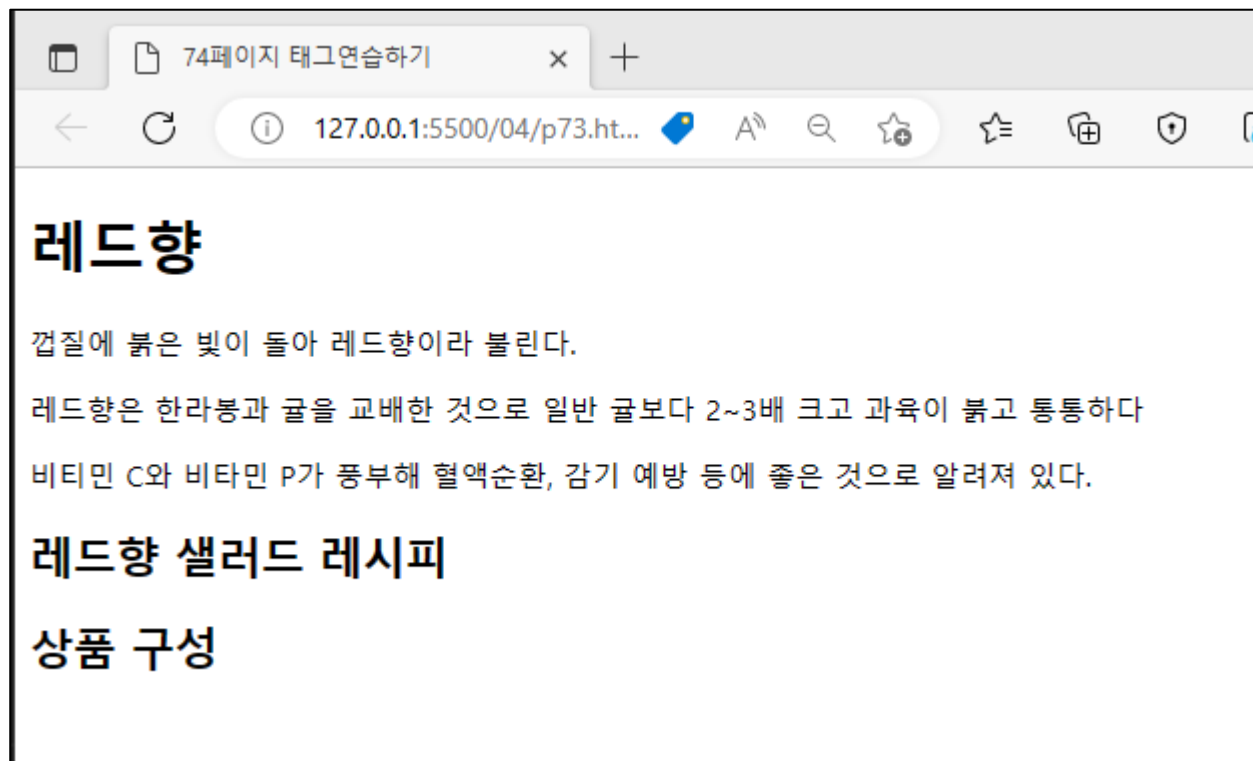 74페이지 태그연습하기
127.0.0.1:5500/04/p73.ht...
레드향
껍질에 붉은 빛이 돌아 레드향이라 불린다.
레드향은 한라봉과 귤을 교배한 것으로 일반 귤보다 2~3배 크고 과육이 붉고 통통하다
비티민 C와 비타민 P가 풍부해 혈액순환, 감기 예방 등에 좋은 것으로 알려져 있다.
레드향 샐러드 레시피
상품 구성